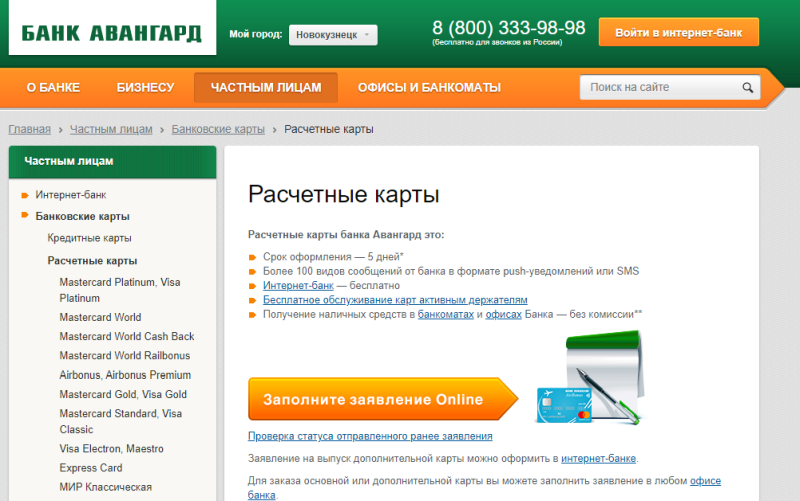 БАНК АВАНГАРД
Мой город: Новокузнецк
8 (800) 333-98-98
(бесплатно для звонков из России)
Войти в интернет-банк
О БАНКЕ БИЗНЕСУ ЧАСТНЫМ ЛИЦАМ ОФИСЫ И БАНКОМАТЫ Поиск на сайте
Главная › Частным лицам › Банковские карты › Расчетные карты
Частным лицам
Интернет-банк
Банковские карты
Кредитные карты
Расчетные карты
Mastercard Platinum, Visa
Platinum
Mastercard World
Mastercard World Cash Back
Mastercard World Railbonus
Airbonus, Airbonus Premium
Mastercard Gold, Visa Gold
Mastercard Standard, Visa
Classic
Visa Electron, Maestro
Express Card
МИР Классическая
Расчетные карты
Расчетные карты банка Авангард это:
Срок оформления — 5 дней*
Более 100 видов сообщений от банка в формате push-уведомлений или SMS
Интернет-банк — бесплатно
Бесплатное обслуживание карт активным держателям
Получение наличных средств в банкоматах и офисах Банка — без комиссии**
Заполните заявление Online
Проверка статуса отправленного ранее заявления
Заявление на выпуск дополнительной карты можно оформить в интернет-банке.
Для заказа основной или дополнительной карты вы можете заполнить заявление в любом офисе
банка.